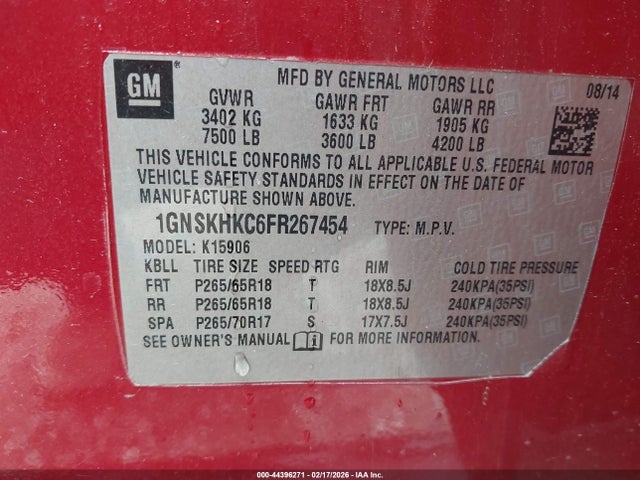 GM
MFD BY GENERAL MOTORS LLC 08/14
GVWR GAWR FRT GAWR RR
3402 KG 1633 KG 1905 KG
7500 LB 3600 LB 4200 LB
THIS VEHICLE CONFORMS TO ALL APPLICABLE U.S. FEDERAL MOTOR
VEHICLE SAFETY STANDARDS IN EFFECT ON THE DATE OF
MANUFACTURE SHOWN ABOVE.
1GNSKHKC6FR267454 TYPE: M.P.V.
MODEL: K15906
KBLL TIRE SIZE SPEED RTG RIM COLD TIRE PRESSURE
FRT P265/65R18 T 18X8.5J 240KPA(35PSI)
RR P265/65R18 T 18X8.5J 240KPA(35PSI)
SPA P265/70R17 S 17X7.5J 240KPA(35PSI)
SEE OWNER'S MANUAL FOR MORE INFORMATION.
000-44396271 - 02/17/2026 - IAA Inc.